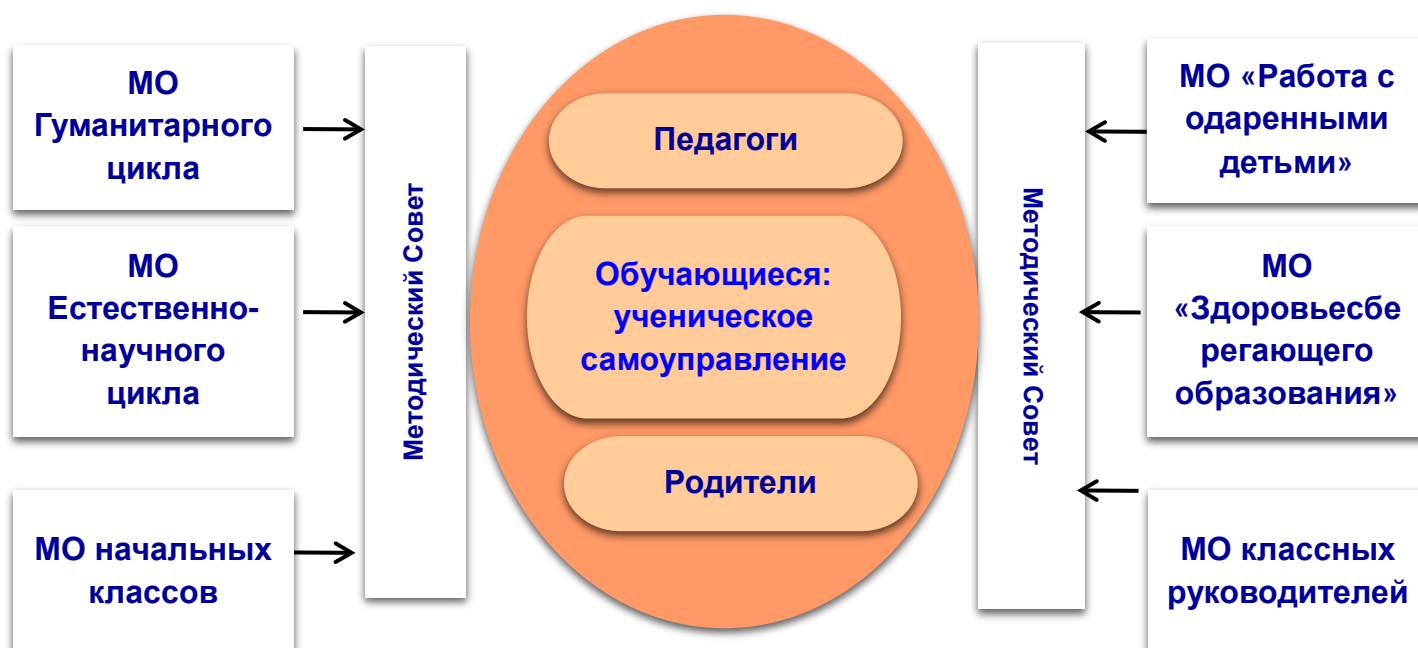 МО
Гуманитарного
цикла
МО
Естественно-
научного
цикла
МО начальных
классов
Методический Совет
Педагоги
Обучающиеся:
ученическое
самоуправление
Родители
Методический Совет
МО «Работа с
одаренными
детьми»
МО
«Здоровьесбе
регающего
образования»
МО классных
руководителей